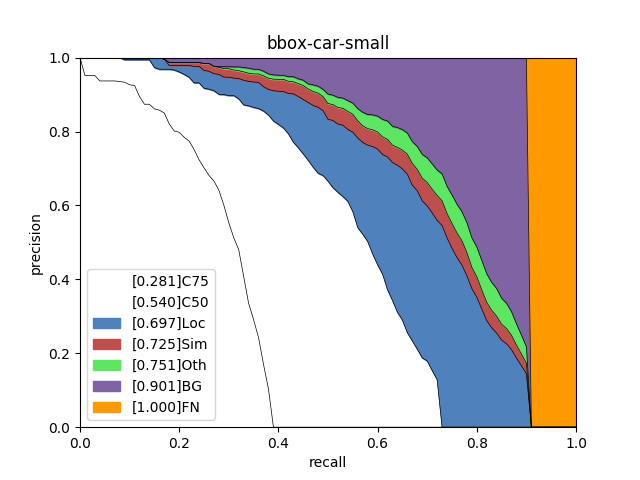 bbox-car-small
1.0
0.8
0.6
0.4
0.2
0.0
precision
[0.281]C75
[0.540]C50
[0.697]Loc
[0.725]Sim
[0.751]Oth
[0.901]BG
[1.000]FN
0.0 0.2 0.4 0.6 0.8 1.0
recall